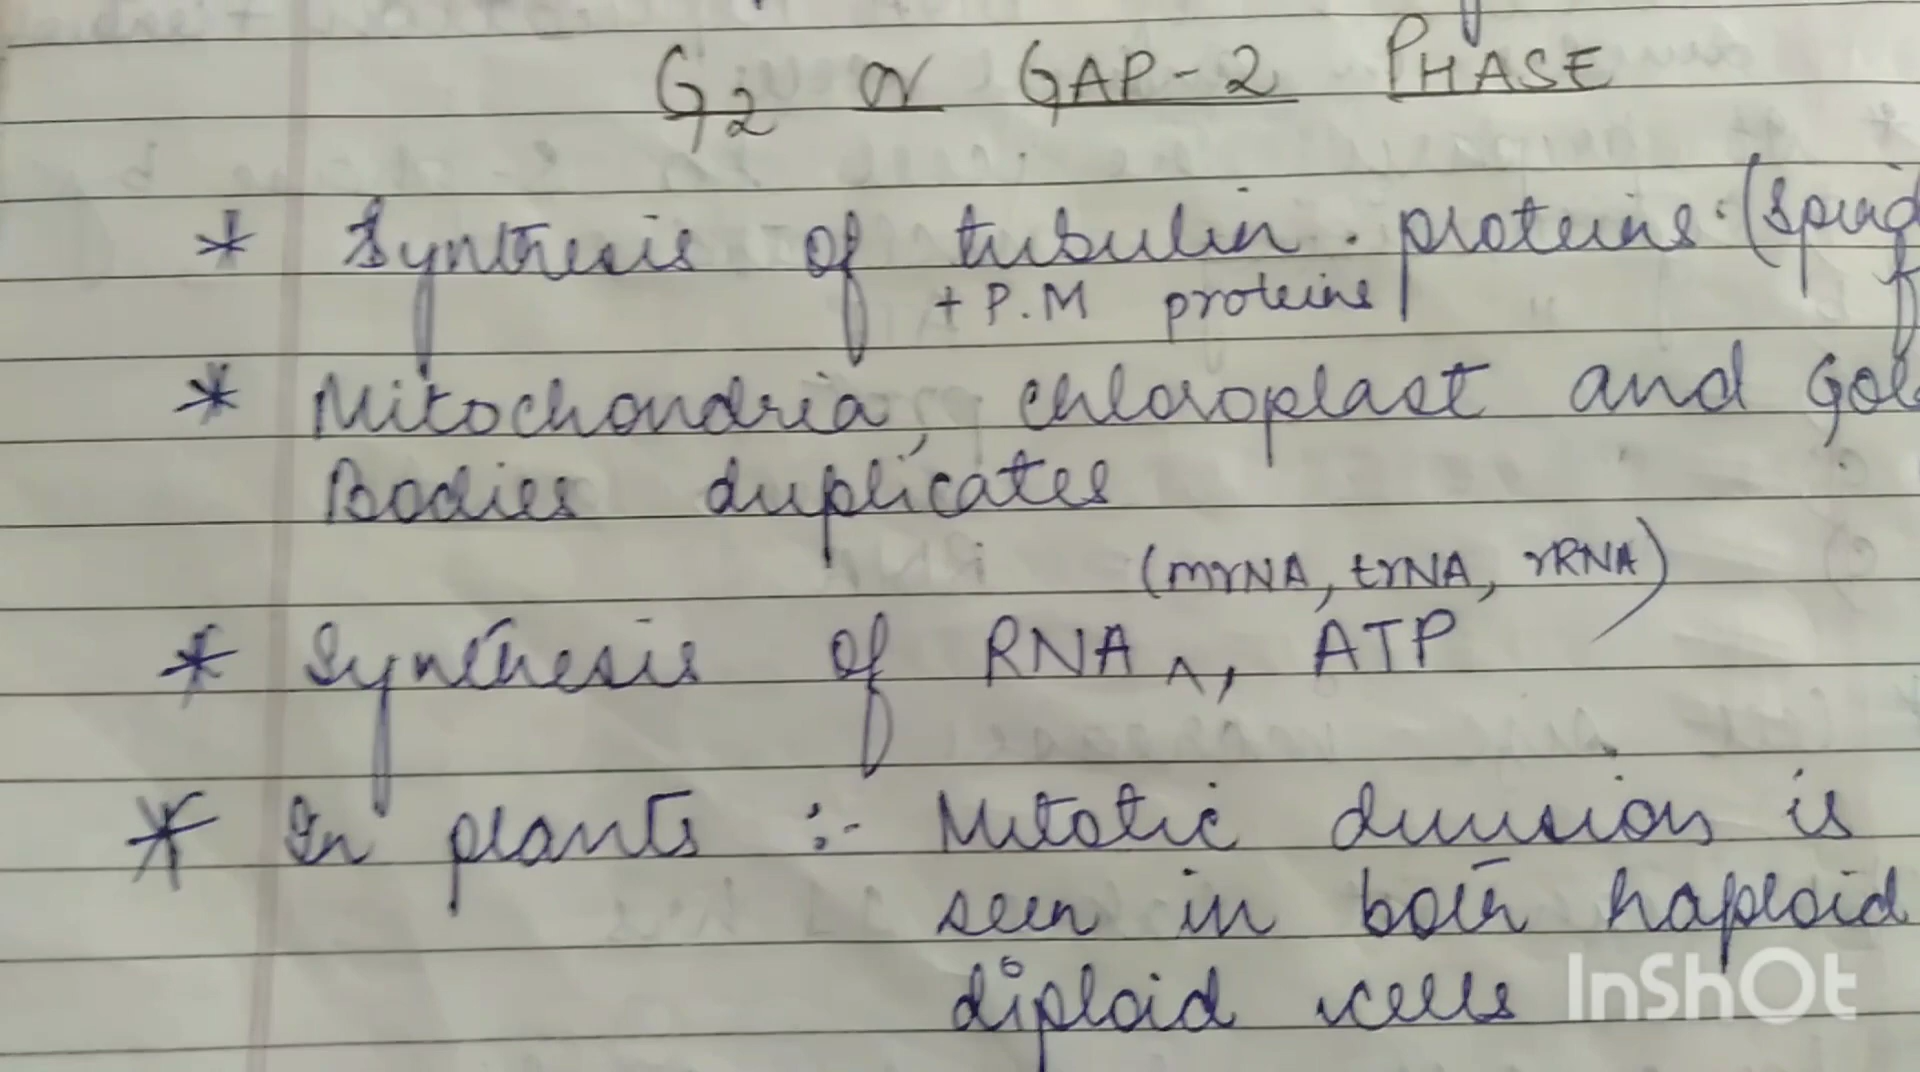 G2 or GAP-2 PHASE
* Synthesis of tubulin proteins (Spind
+ P.M proteins
* Mitochondria, chloroplast and Gol
Bodies duplicates
(mRNA, tRNA, rRNA)
* Synthesis of RNA ^, ATP
* In plants :- Mitotic division is
seen in both haploid
diploid cells
InShOt